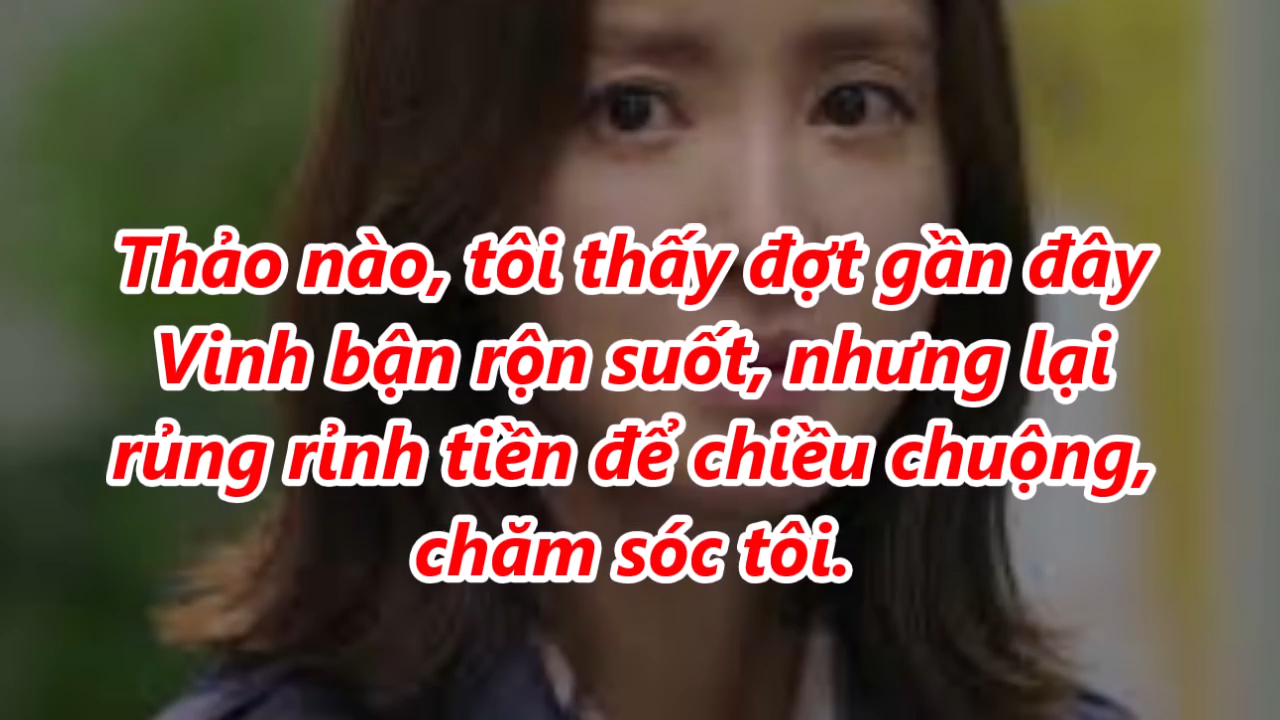 Thảo nào, tôi thấy đợt gần đây
Vinh bận rộn suốt, nhưng lại
rủng rỉnh tiền để chiều chuộng,
chăm sóc tôi.